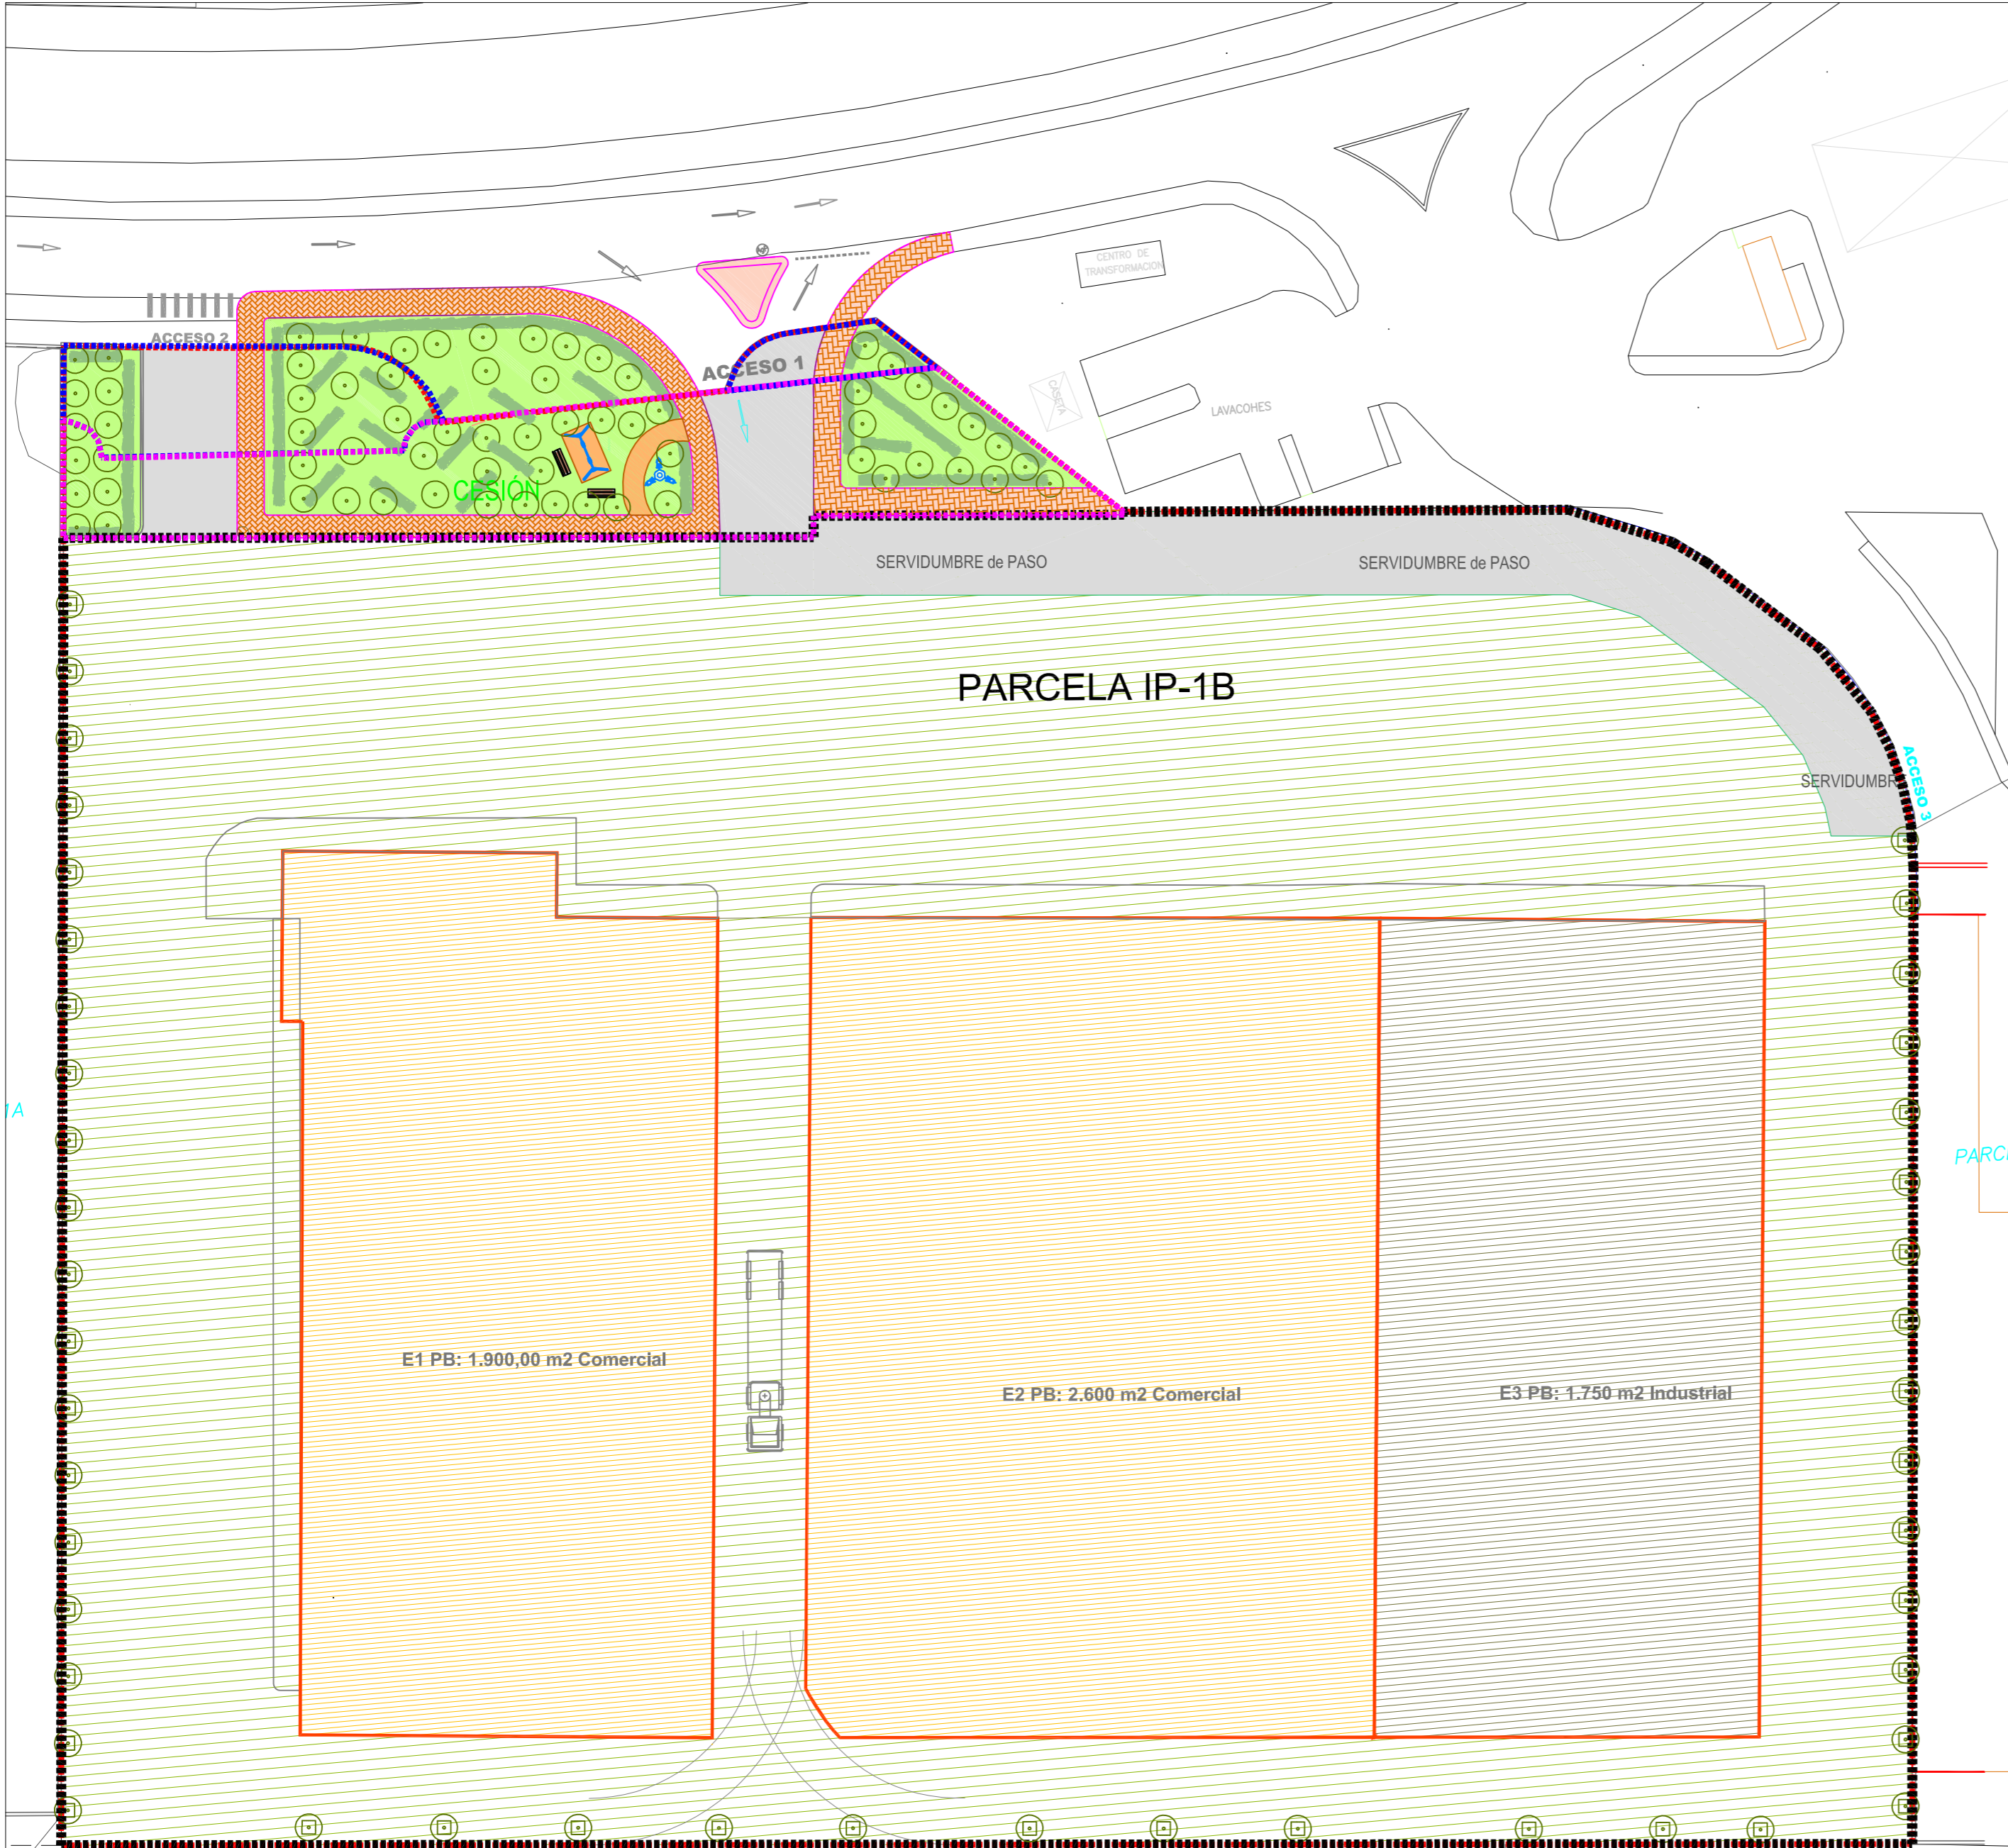 CENTRO DE
TRANSFORMACION
ACCESO 2
ACCESO 1
CASETA
LAVACOHES
CESIÓN
SERVIDUMBRE de PASO
SERVIDUMBRE de PASO
PARCELA IP-1B
ACCESO 3
SERVIDUMBR
1A
PARC
E1 PB: 1.900,00 m2 Comercial
E2 PB: 2.600 m2 Comercial
E3 PB: 1.750 m2 Industrial